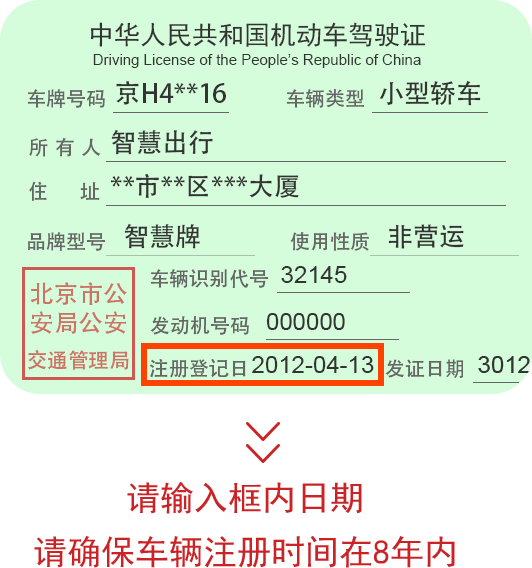 中华人民共和国机动车驾驶证
Driving License of the People's Republic of China
车牌号码 京H4**16 车辆类型 小型轿车
所有人 智慧出行
住 址 **市**区***大厦
品牌型号 智慧牌 使用性质 非营运
北京市公
安局公安
交通管理局
车辆识别代号 32145
发动机号码 000000
注册登记日 2012-04-13 发证日期 3012
请输入框内日期
请确保车辆注册时间在8年内